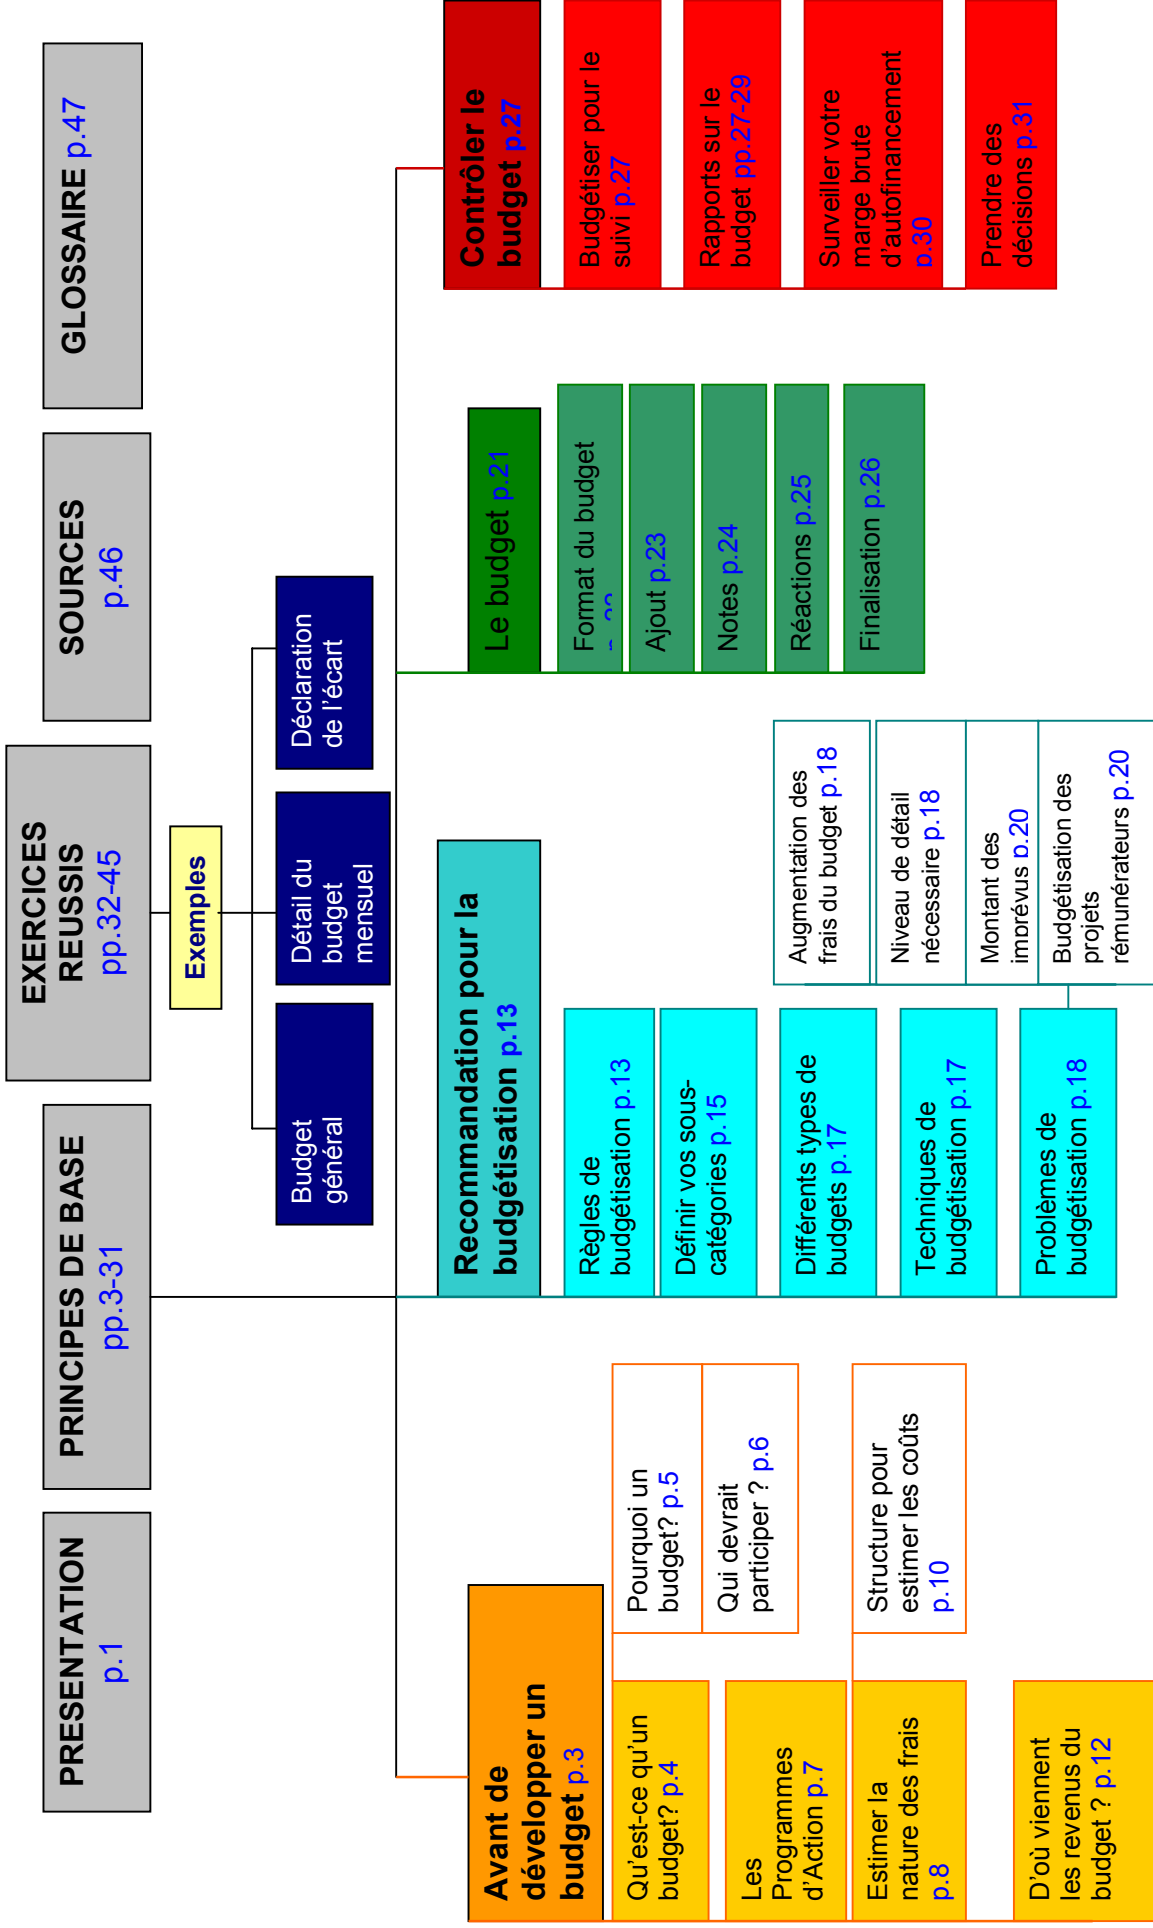 PRESENTATION
p.1
PRINCIPES DE BASE
pp.3-31
EXERCICES
REUSSIS
pp.32-45
SOURCES
p.46
GLOSSAIRE p.47
Exemples
Budget
général
Détail du
budget
mensuel
Déclaration
de l'écart
Avant de
développer un
budget p.3
Qu'est-ce qu'un
budget? p.4
Pourquoi un
budget? p.5
Qui devrait
participer ? p.6
Les
Programmes
d'Action p.7
Estimer la
nature des frais
p.8
Structure pour
estimer les coûts
p.10
D'où viennent
les revenus du
budget ? p.12
Recommandation pour la
budgétisation p.13
Règles de
budgétisation p.13
Définir vos sous-
catégories p.15
Différents types de
budgets p.17
Techniques de
budgétisation p.17
Problèmes de
budgétisation p.18
Augmentation des
frais du budget p.18
Niveau de détail
nécessaire p.18
Montant des
imprévus p.20
Budgétisation des
projets
rémunérateurs p.20
Le budget p.21
Format du budget
Ajout p.23
Notes p.24
Réactions p.25
Finalisation p.26
Contrôler le
budget p.27
Budgétiser pour le
suivi p.27
Rapports sur le
budget pp.27-29
Surveiller votre
marge brute
d'autofinancement
p.30
Prendre des
décisions p.31